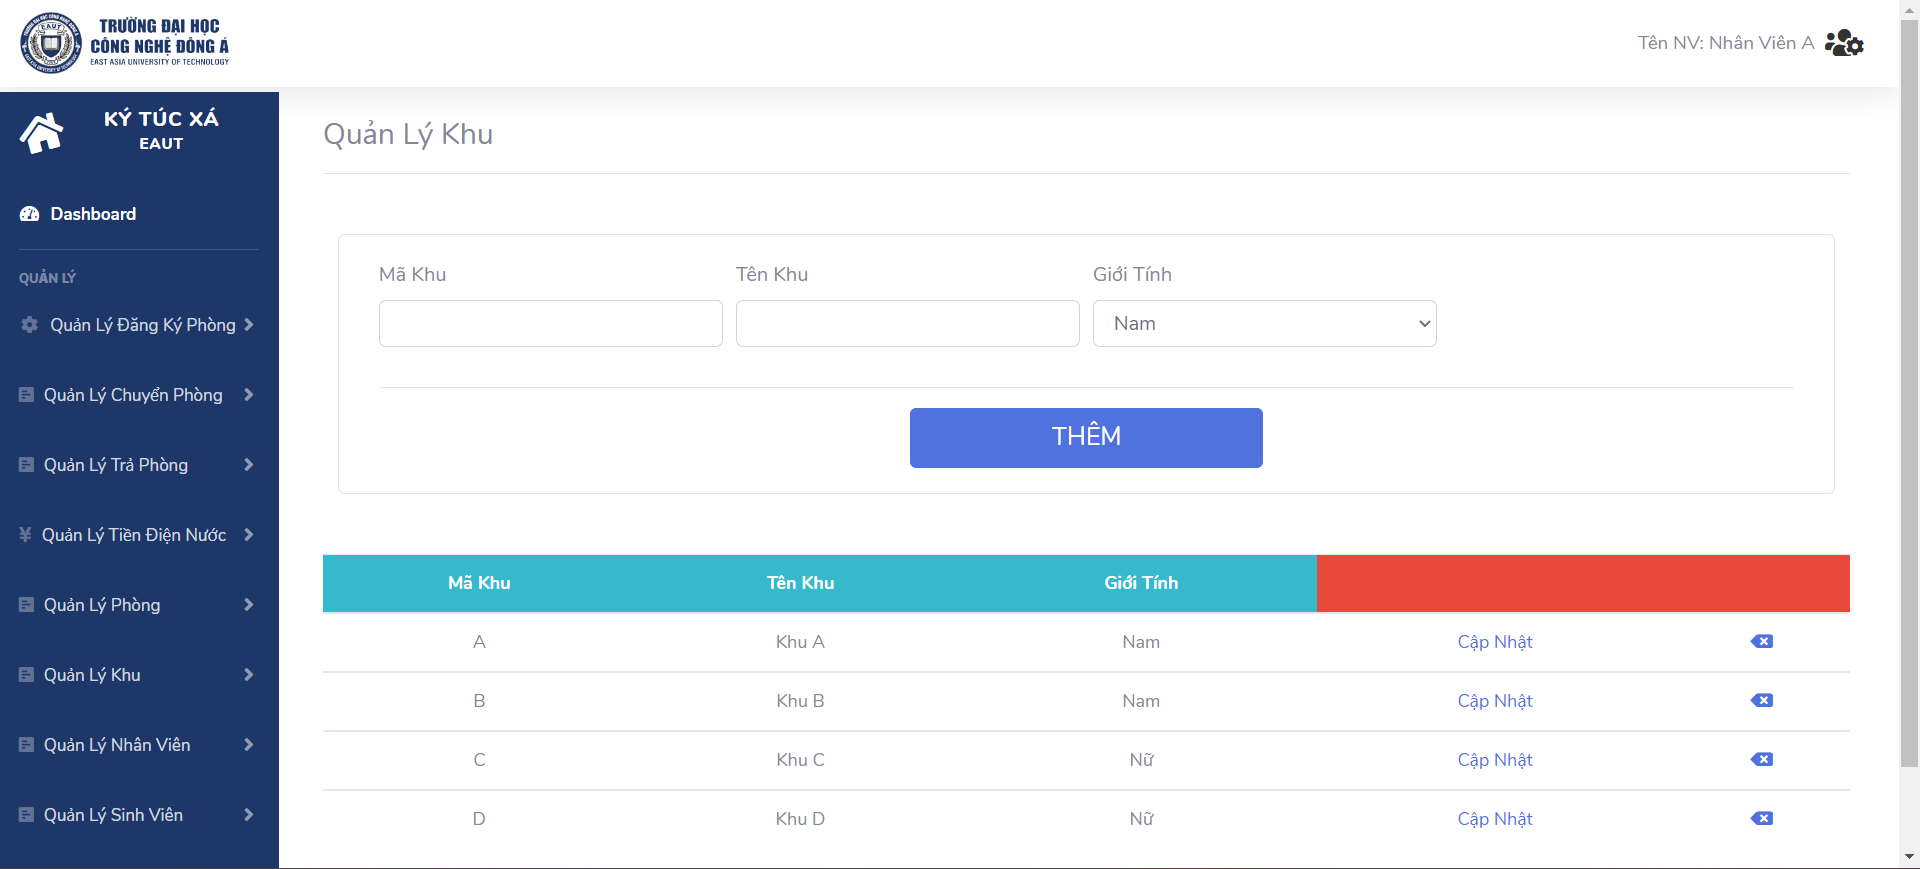 TRƯỜNG ĐẠI HỌC
CÔNG NGHỆ ĐÔNG Á
EAST ASIA UNIVERSITY OF TECHNOLOGY
Tên NV: Nhân Viên A
KÝ TÚC XÁ
EAUT
Dashboard
QUẢN LÝ
Quản Lý Đăng Ký Phòng
Quản Lý Chuyển Phòng
Quản Lý Trả Phòng
¥ Quản Lý Tiền Điện Nước
Quản Lý Phòng
Quản Lý Khu
Quản Lý Nhân Viên
Quản Lý Sinh Viên
Quản Lý Khu
Mã Khu Tên Khu Giới Tính
Nam
THÊM
Mã Khu Tên Khu Giới Tính
A Khu A Nam Cập Nhật
B Khu B Nam Cập Nhật
C Khu C Nữ Cập Nhật
D Khu D Nữ Cập Nhật